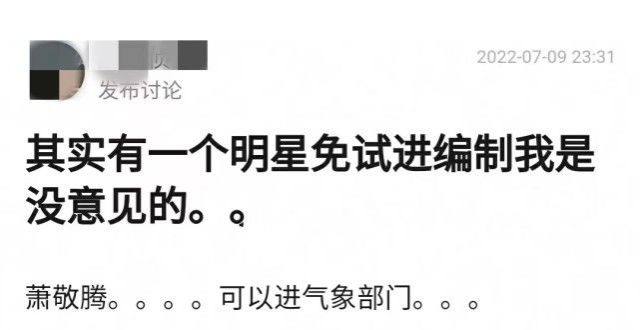 2022-07-09 23:31
发布讨论
其实有一个明星免试进编制我是
没意见的。。
萧敬腾。。。。可以进气象部门。。。